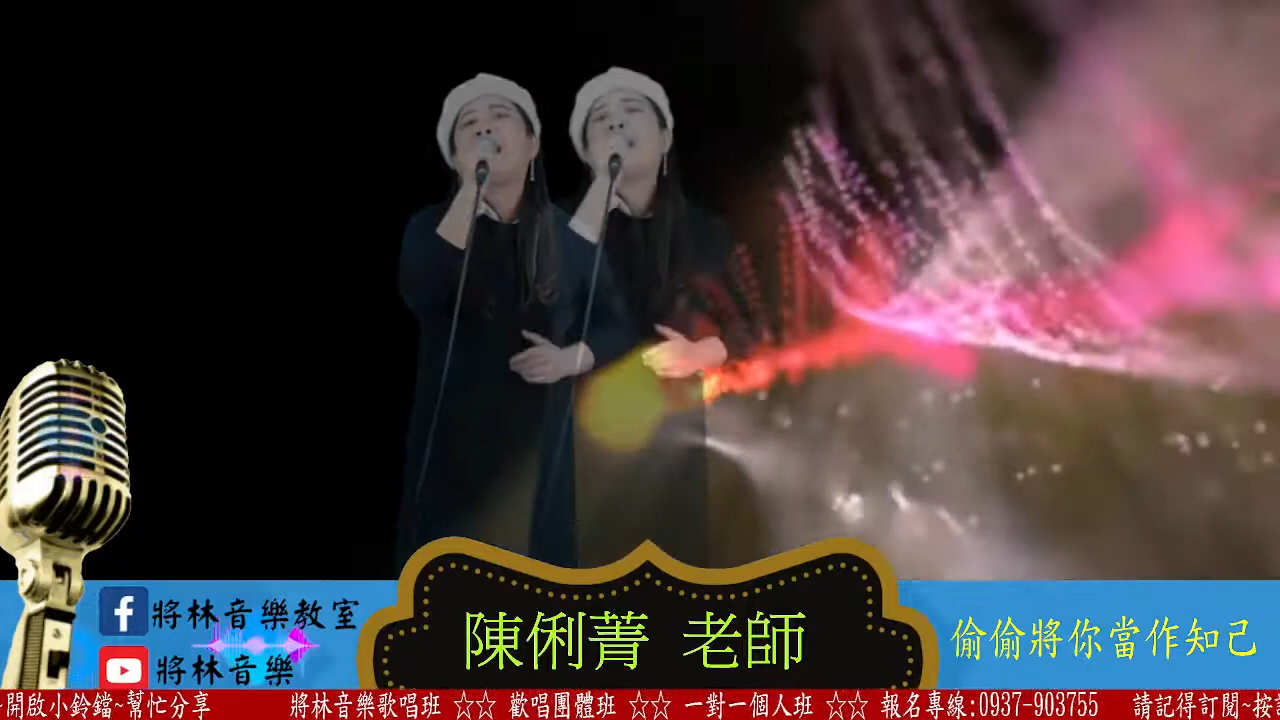 將林音樂教室
將林音樂
陳俐菁 老師
偷偷將你當作知己
~開啟小鈴鐺~幫忙分享 將林音樂歌唱班 ☆☆ 歡唱團體班 ☆☆ 一對一個人班 ☆☆ 報名專線:0937-903755 請記得訂閱~按